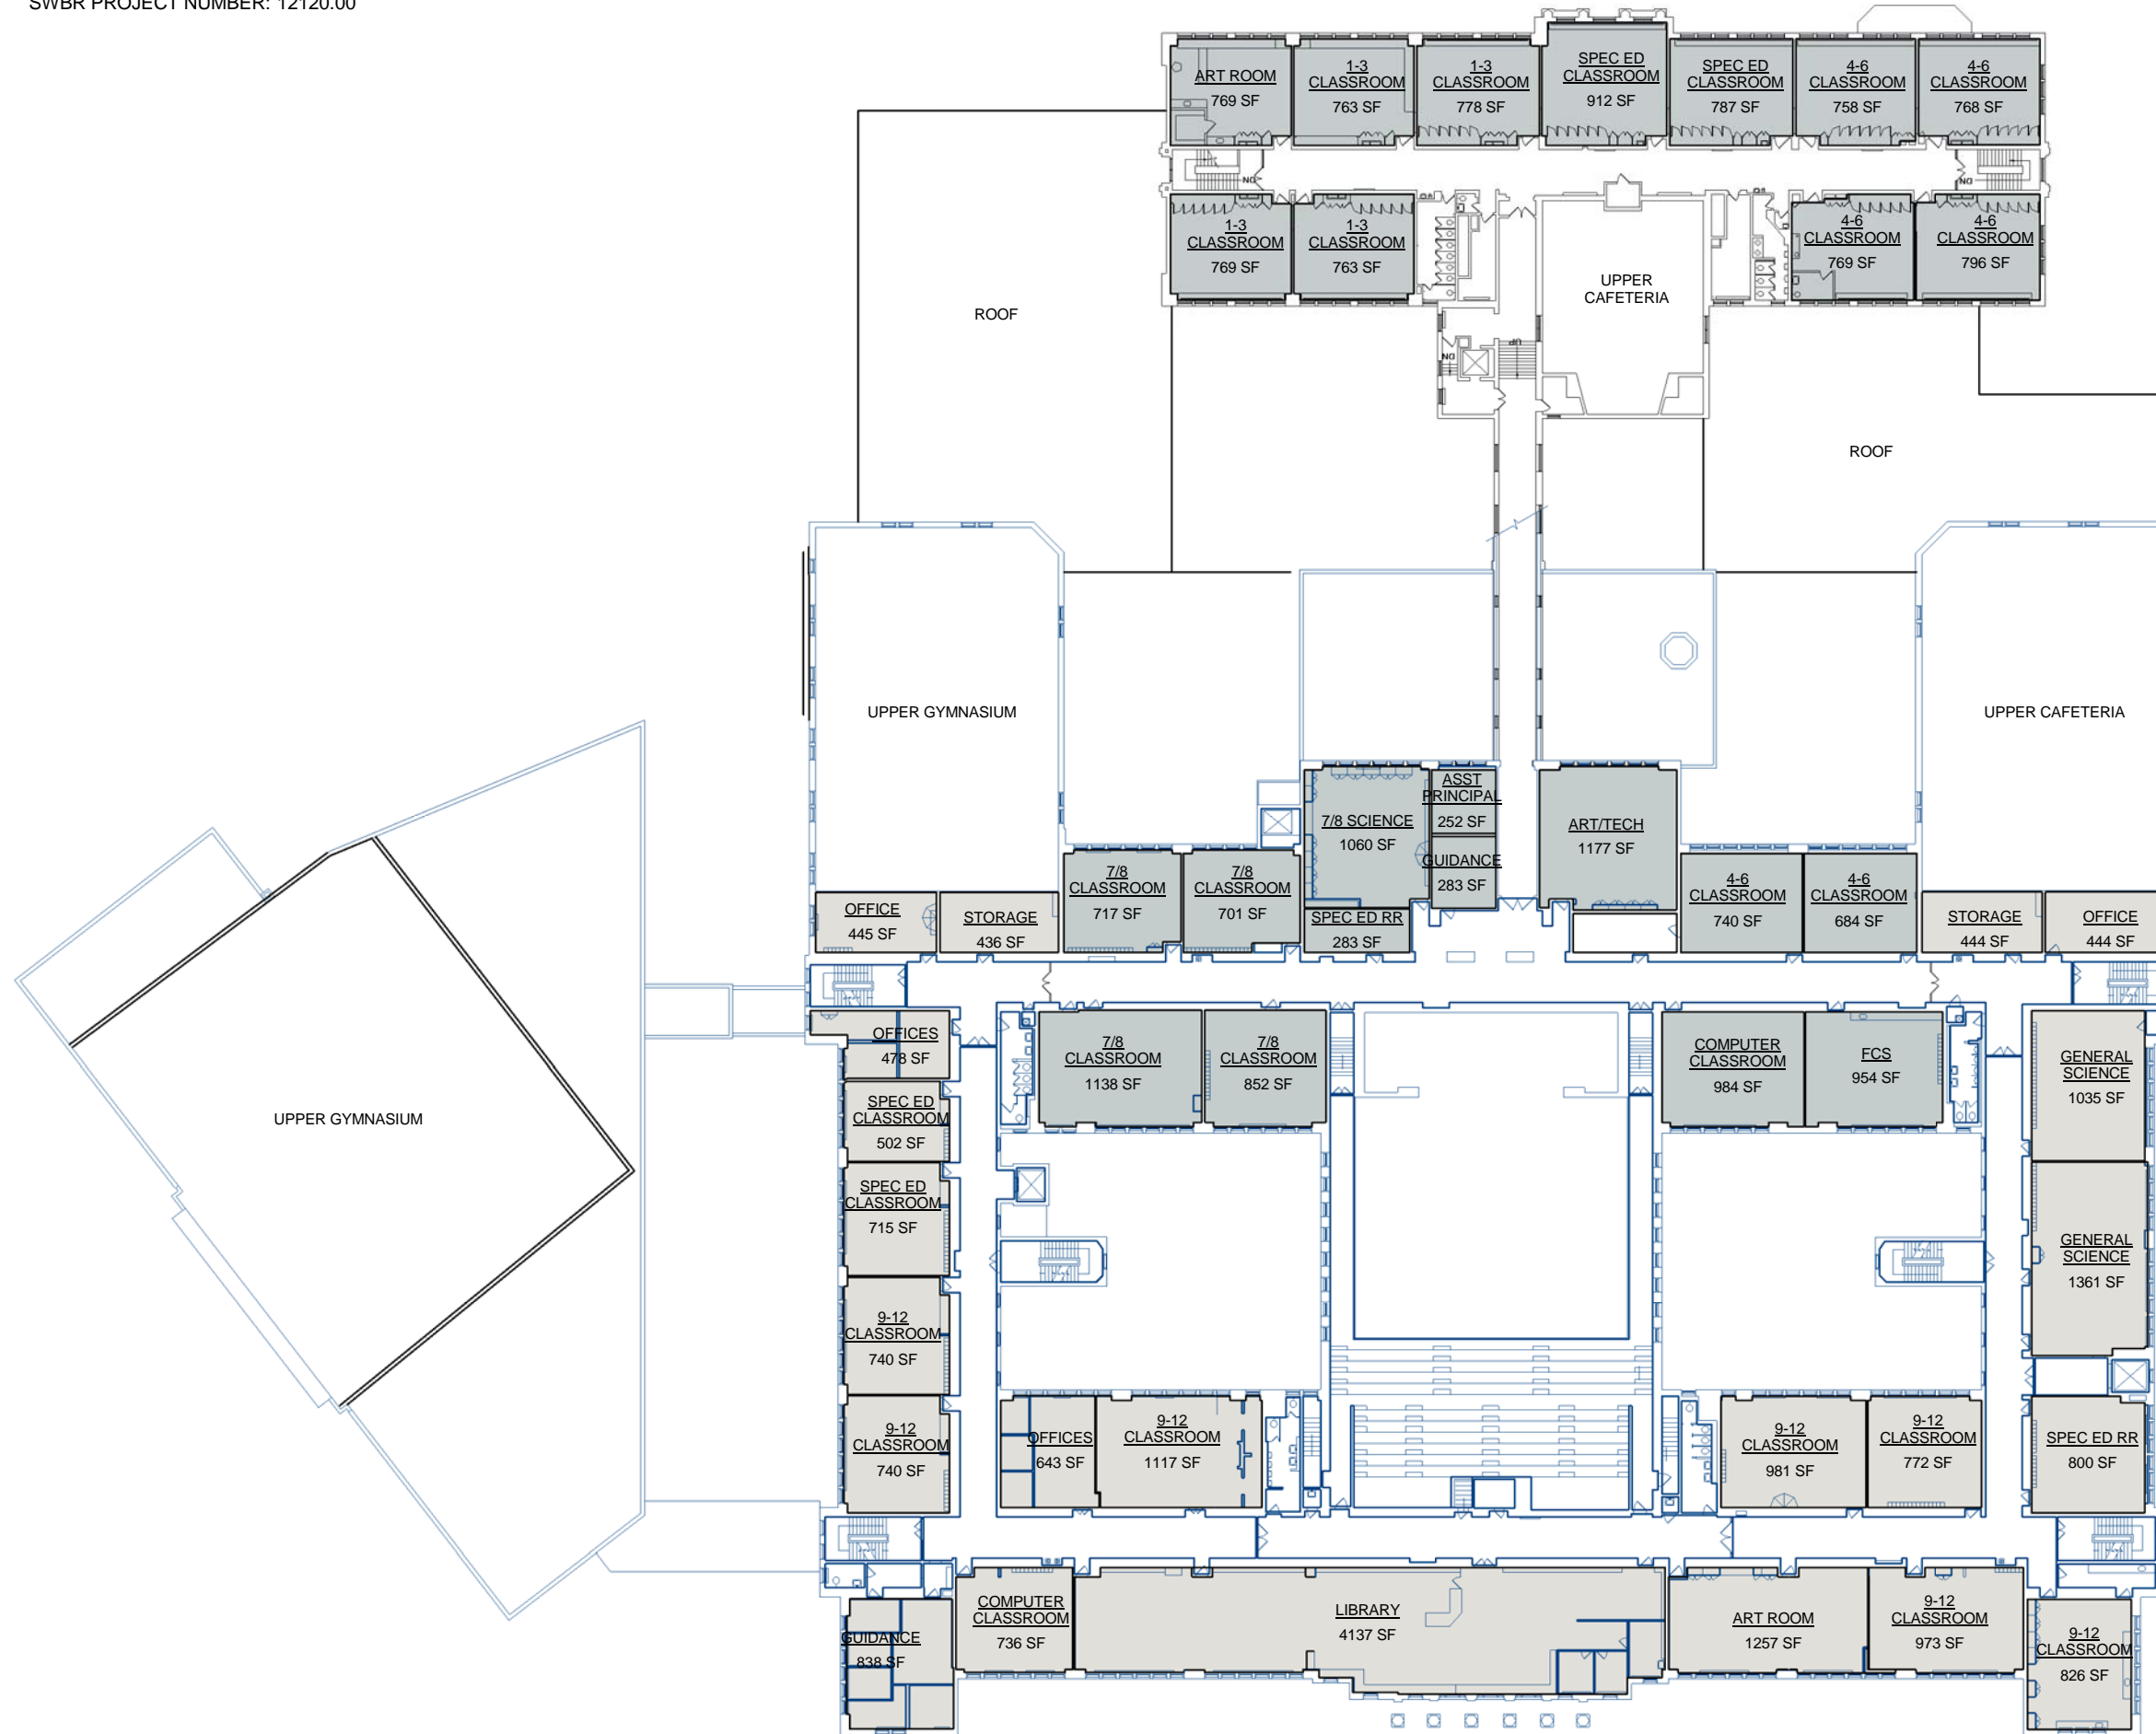 SWBR PROJECT NUMBER: 12120.00
ART ROOM
769 SF
1-3
CLASSROOM
763 SF
1-3
CLASSROOM
778 SF
SPEC ED
CLASSROOM
912 SF
SPEC ED
CLASSROOM
787 SF
4-6
CLASSROOM
758 SF
4-6
CLASSROOM
768 SF
DN
DN
1-3
CLASSROOM
769 SF
1-3
CLASSROOM
763 SF
UPPER
CAFETERIA
4-6
CLASSROOM
769 SF
4-6
CLASSROOM
796 SF
ROOF
UP
DN
ROOF
UPPER GYMNASIUM
UPPER CAFETERIA
7/8 SCIENCE
1060 SF
ASST
PRINCIPAL
252 SF
GUIDANCE
283 SF
ART/TECH
1177 SF
OFFICE
445 SF
STORAGE
436 SF
7/8
CLASSROOM
717 SF
7/8
CLASSROOM
701 SF
SPEC ED RR
283 SF
4-6
CLASSROOM
740 SF
4-6
CLASSROOM
684 SF
STORAGE
444 SF
OFFICE
444 SF
OFFICES
478 SF
7/8
CLASSROOM
1138 SF
7/8
CLASSROOM
852 SF
COMPUTER
CLASSROOM
984 SF
FCS
954 SF
GENERAL
SCIENCE
1035 SF
UPPER GYMNASIUM
SPEC ED
CLASSROOM
502 SF
SPEC ED
CLASSROOM
715 SF
GENERAL
SCIENCE
1361 SF
9-12
CLASSROOM
740 SF
9-12
CLASSROOM
740 SF
OFFICES
643 SF
9-12
CLASSROOM
1117 SF
9-12
CLASSROOM
981 SF
9-12
CLASSROOM
772 SF
SPEC ED RR
800 SF
GUIDANCE
838 SF
COMPUTER
CLASSROOM
736 SF
LIBRARY
4137 SF
ART ROOM
1257 SF
9-12
CLASSROOM
973 SF
9-12
CLASSROOM
826 SF